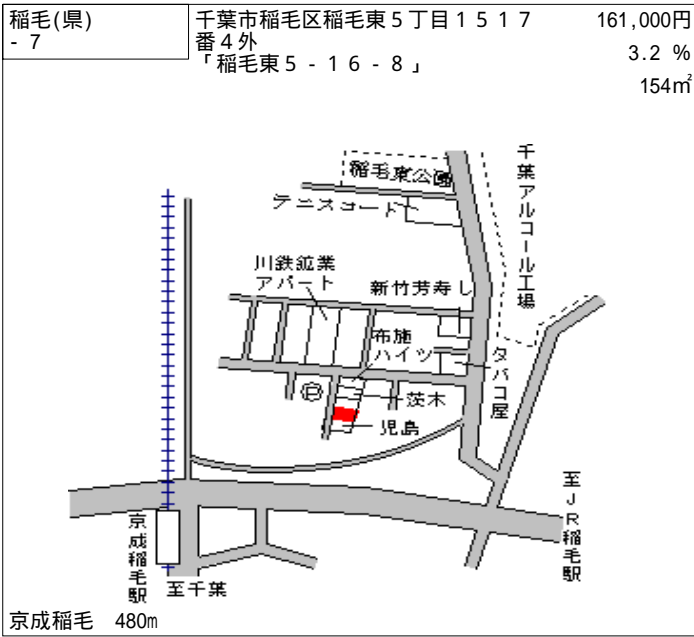 稲毛(県)
- 7
千葉市稲毛区稲毛東５丁目１５１７
番４外
「稲毛東５ - １６ - ８」
161,000円
3.2 %
154㎡
稲毛東公園
テニスコート
千葉アルコール工場
川鉄鉱業
アパート
新竹芳寿し
布施
ハイツ
タバコ屋
茨木
児島
京成稲毛駅
至千葉
至ＪＲ稲毛駅
京成稲毛 480m